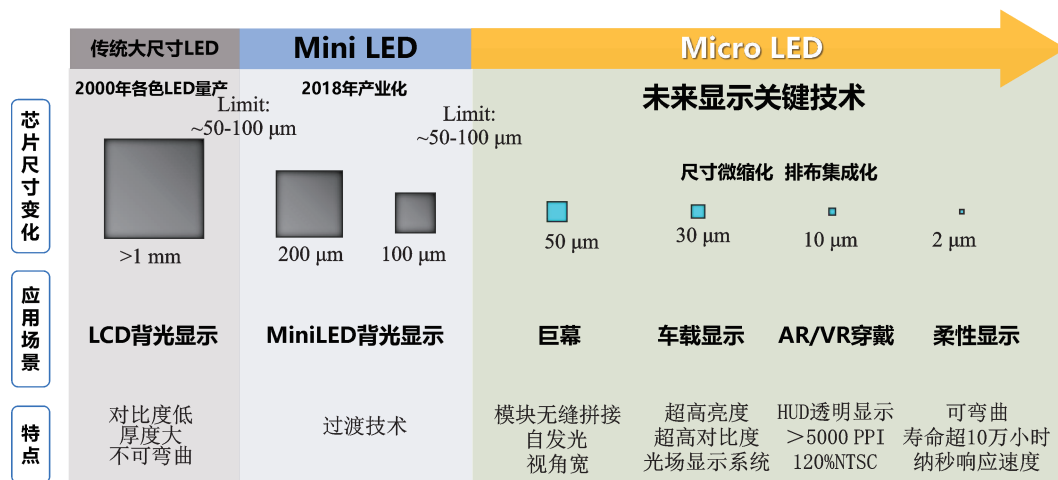 传统大尺寸LED
Mini LED
Micro LED
2000年各色LED量产
2018年产业化
未来显示关键技术
Limit:
~50-100 μm
Limit:
~50-100 μm
芯片尺寸变化
尺寸微缩化 排布集成化
>1 mm
200 μm
100 μm
50 μm
30 μm
10 μm
2 μm
应用场景
LCD背光显示
MiniLED背光显示
巨幕
车载显示
AR/VR穿戴
柔性显示
特点
对比度低
厚度大
不可弯曲
过渡技术
模块无缝拼接
自发光
视角宽
超高亮度
超高对比度
光场显示系统
HUD透明显示
＞5000 PPI
120%NTSC
可弯曲
寿命超10万小时
纳秒响应速度